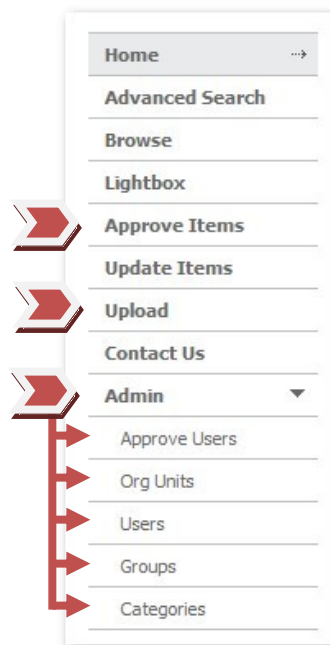 Home
Advanced Search
Browse
Lightbox
Approve Items
Update Items
Upload
Contact Us
Admin
Approve Users
Org Units
Users
Groups
Categories